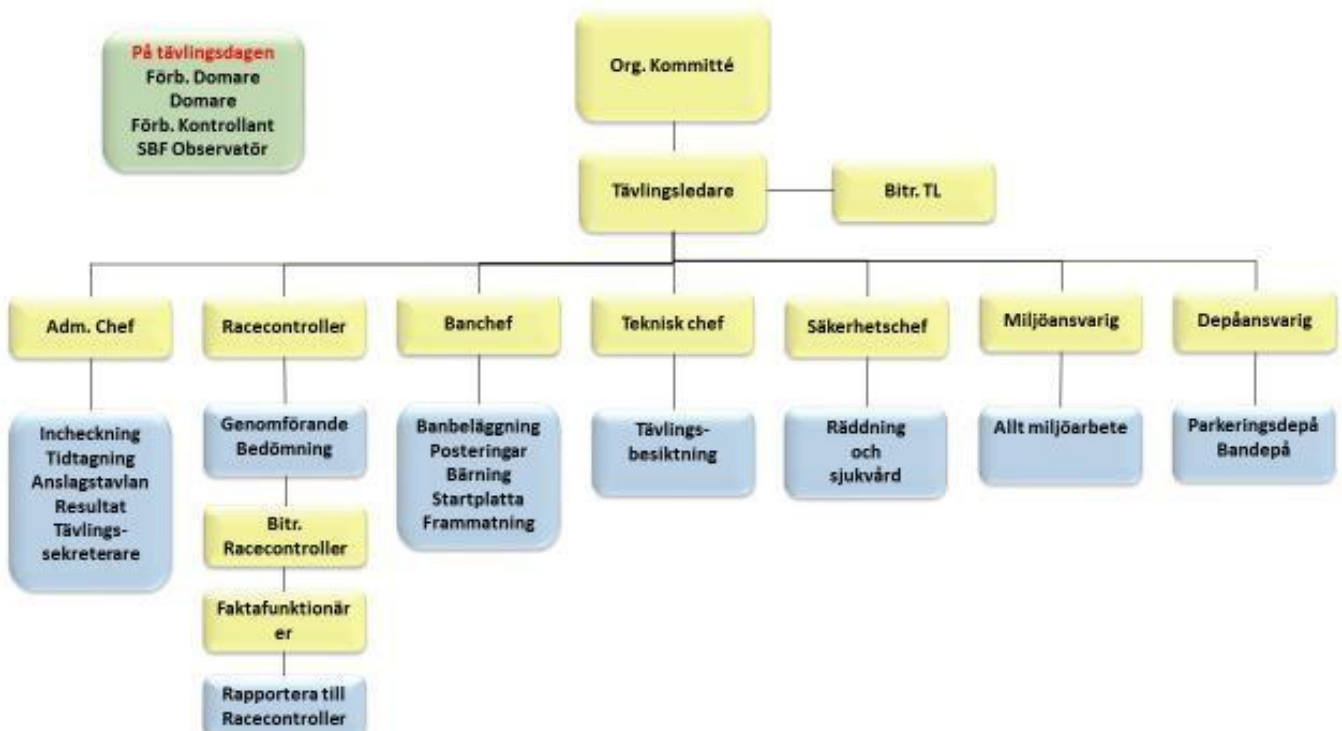 På tävlingsdagen
Förb. Domare
Domare
Förb. Kontrollant
SBF Observatör
Org. Kommitté
Tävlingsledare
Bitr. TL
Adm. Chef
Racecontroller
Banchef
Teknisk chef
Säkerhetschef
Miljöansvarig
Depåansvarig
Incheckning
Tidtagning
Anslagstavlan
Resultat
Tävlings-
sekreterare
Genomförande
Bedömning
Bitr.
Racecontroller
Faktafunktionär
er
Rapportera till
Racecontroller
Banbeläggning
Posteringar
Bärning
Startplatta
Frammatning
Tävlings-
besiktning
Räddning
och
sjukvård
Allt miljöarbete
Parkeringsdepå
Bandepå